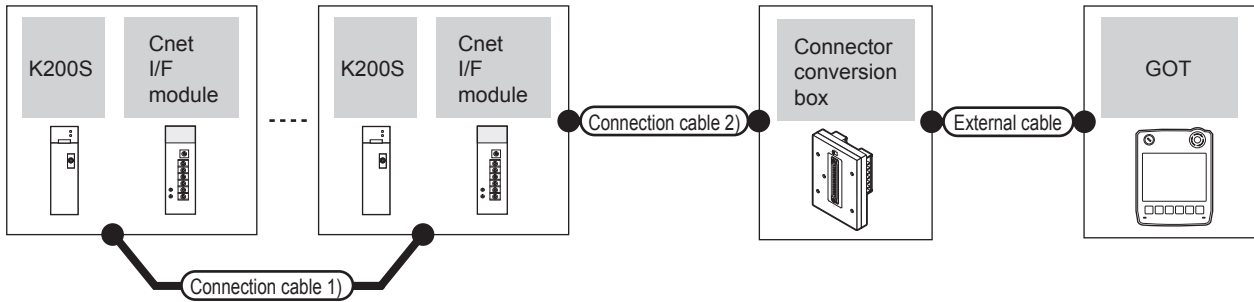 K200S
Cnet
I/F
module
K200S
Cnet
I/F
module
Connector
conversion
box
GOT
Connection cable 2)
External cable
Connection cable 1)